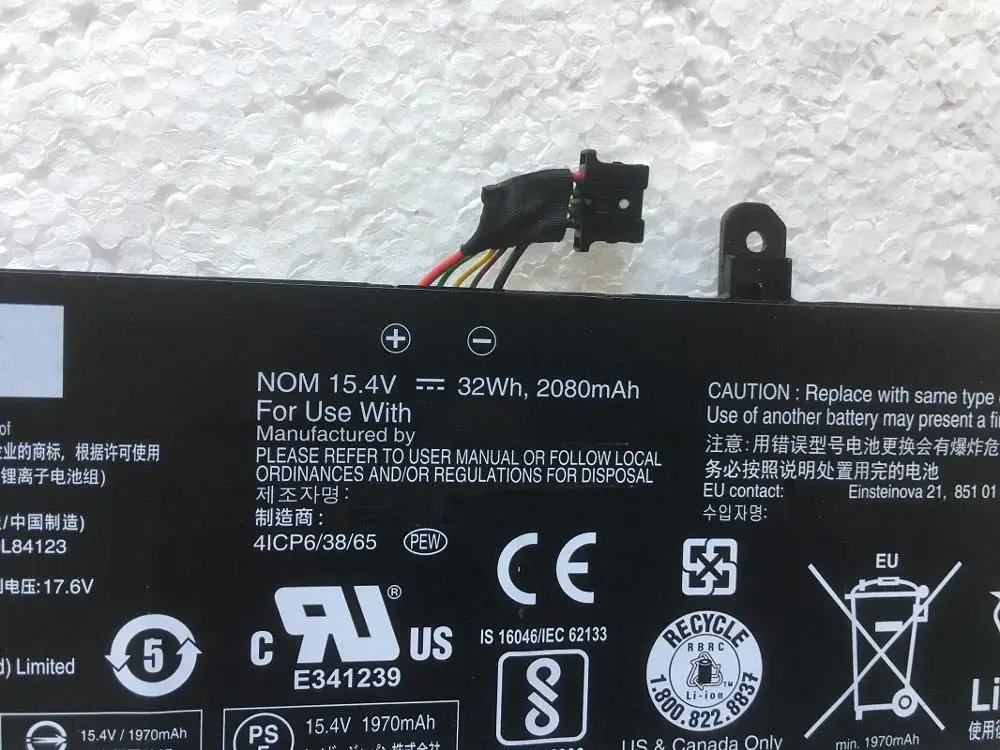 + −
NOM 15.4V ⎓ 32Wh, 2080mAh
For Use With
Manufactured by
PLEASE REFER TO USER MANUAL OR FOLLOW LOCAL
ORDINANCES AND/OR REGULATIONS FOR DISPOSAL
제조자명:
制造商:
4ICP6/38/65 PEW
CAUTION : Replace with same type
Use of another battery may present a
注意: 用错误型号电池更换会有爆炸危
务必按照说明处置用完的电池
EU contact: Einsteinova 21, 851 01
수입자명:
of
业的商标, 根据许可使用
锂离子电池组)
/中国制造)
L84123
电压:17.6V
d) Limited
5
C RU ® US
E341239
CE
IS 16046/IEC 62133
EU
RECYCLE
RBRC
Li-ion TM
1.800.822.8837
US & Canada Only
15.4V / 1970mAh
PS
E
15.4V 1970mAh
Li
使用
min. 1970mAh